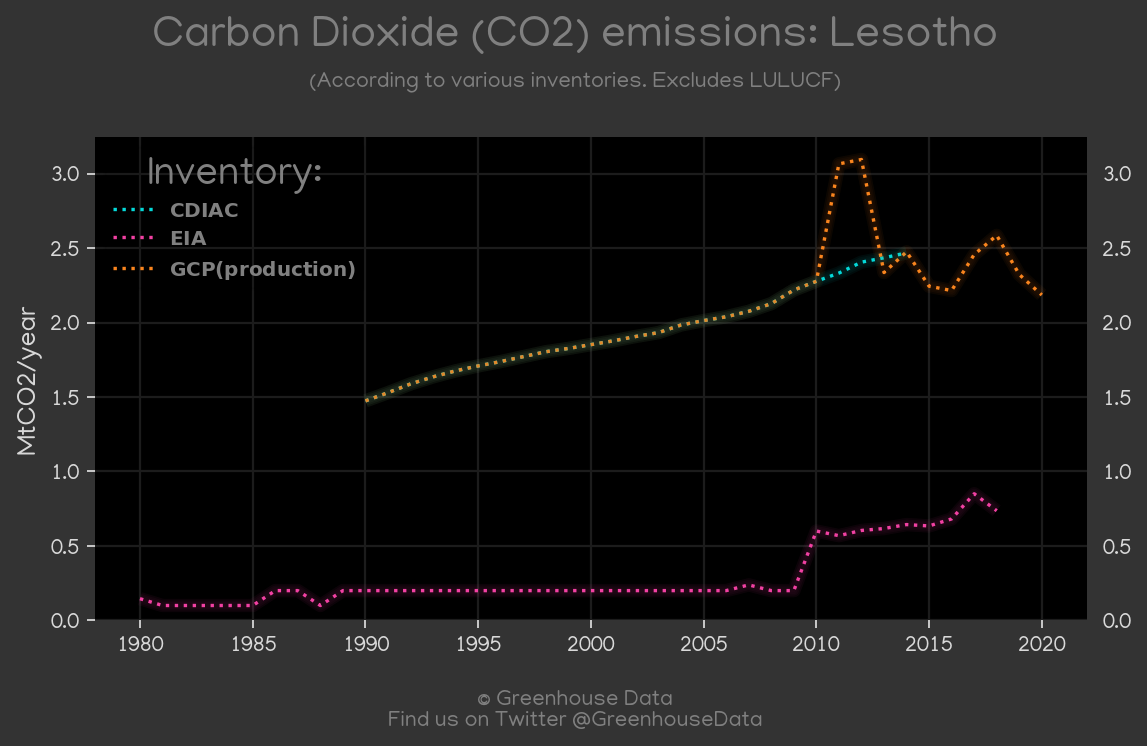 Carbon Dioxide (CO2) emissions: Lesotho
(According to various inventories. Excludes LULUCF)
Inventory:
CDIAC
EIA
GCP(production)
MtCO2/year
3.0
2.5
2.0
1.5
1.0
0.5
0.0
3.0
2.5
2.0
1.5
1.0
0.5
0.0
1980 1985 1990 1995 2000 2005 2010 2015 2020
© Greenhouse Data
Find us on Twitter @GreenhouseData